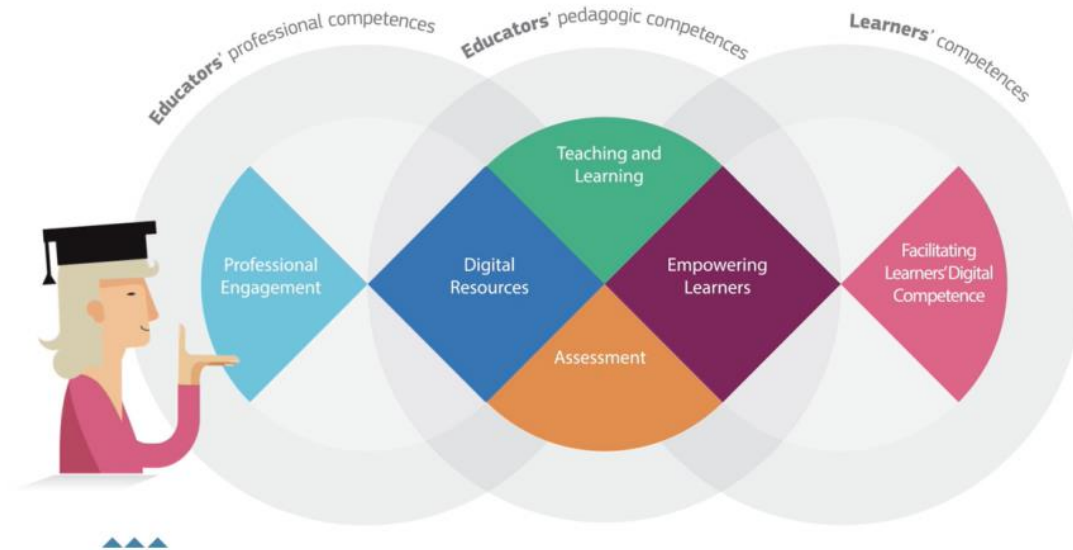 Educators' professional competences
Educators' pedagogic competences
Learners' competences
Teaching and
Learning
Professional
Engagement
Digital
Resources
Empowering
Learners
Facilitating
Learners' Digital
Competence
Assessment